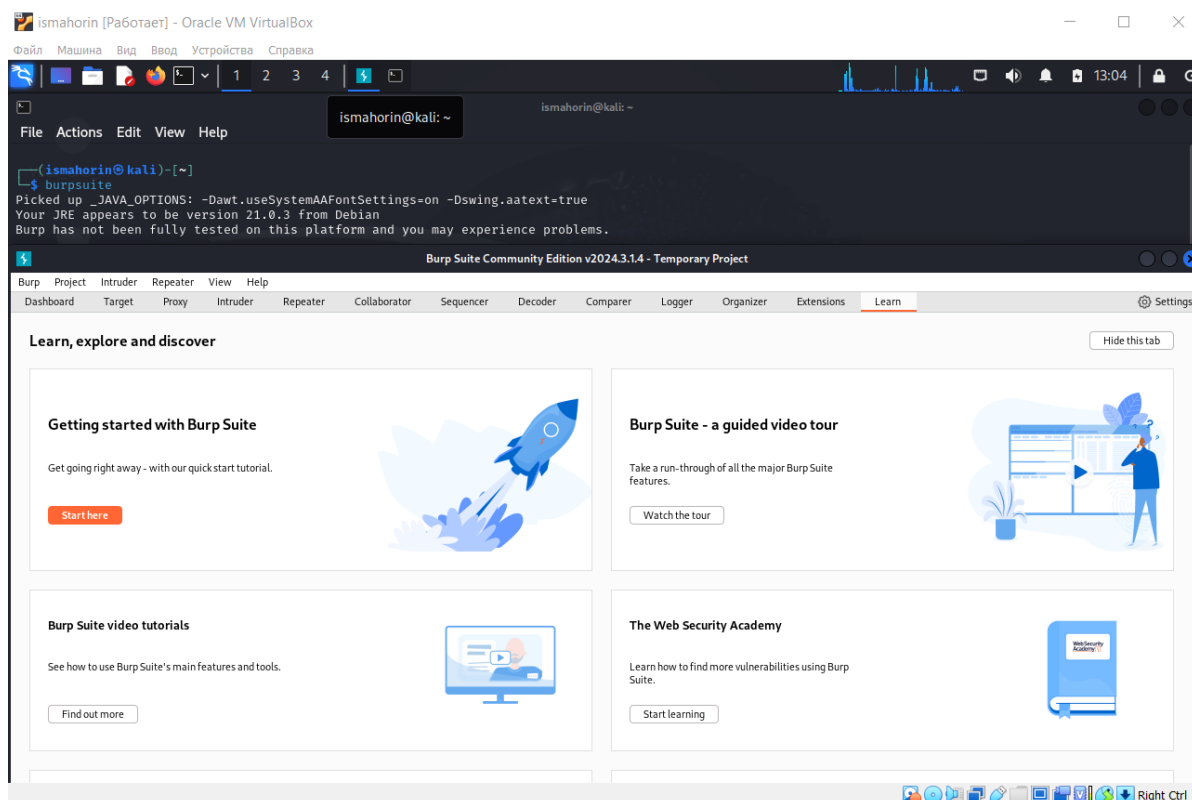 ismahorin [Работает] - Oracle VM VirtualBox
Файл Машина Вид Ввод Устройства Справка
1 2 3 4 13:04
ismahorin@kali: ~
ismahorin@kali: ~
File Actions Edit View Help
(ismahorin㉿kali)-[~]
$ burpsuite
Picked up _JAVA_OPTIONS: -Dawt.useSystemAAFontSettings=on -Dswing.aatext=true
Your JRE appears to be version 21.0.3 from Debian
Burp has not been fully tested on this platform and you may experience problems.
Burp Suite Community Edition v2024.3.1.4 - Temporary Project
Burp Project Intruder Repeater View Help
Dashboard Target Proxy Intruder Repeater Collaborator Sequencer Decoder Comparer Logger Organizer Extensions Learn Settings
Learn, explore and discover
Hide this tab
Getting started with Burp Suite
Get going right away - with our quick start tutorial.
Start here
Burp Suite - a guided video tour
Take a run-through of all the major Burp Suite
features.
Watch the tour
Burp Suite video tutorials
See how to use Burp Suite's main features and tools.
Find out more
The Web Security Academy
Learn how to find more vulnerabilities using Burp
Suite.
Start learning
WebSecurity
Academy
Right Ctrl